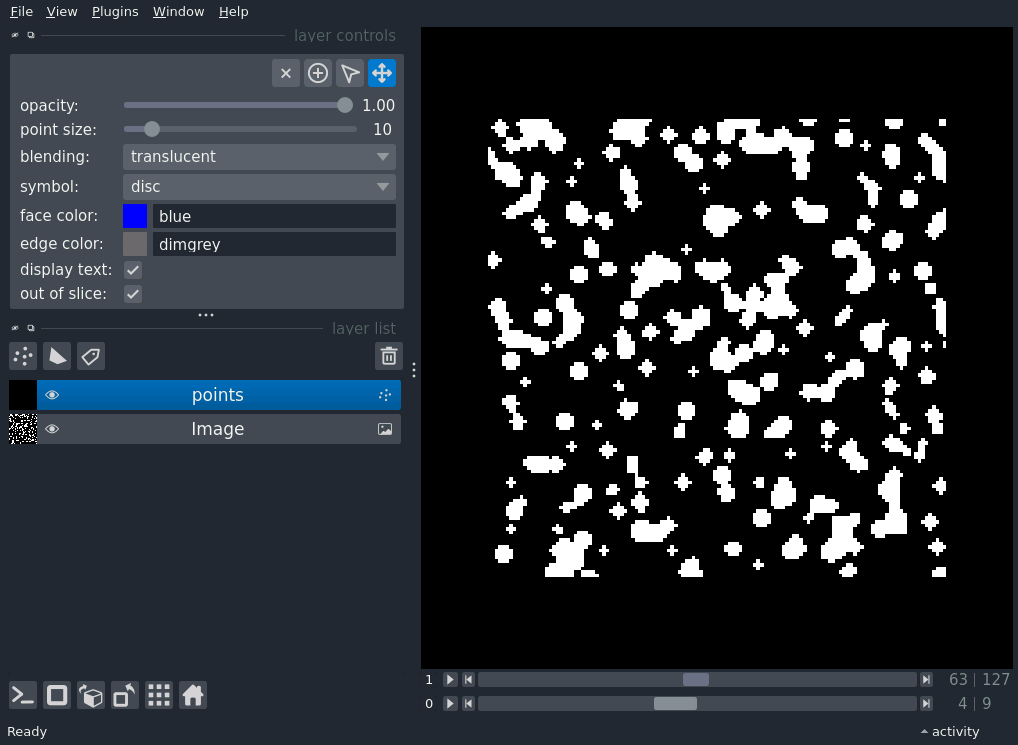 File View Plugins Window Help
layer controls
opacity: 1.00
point size: 10
blending: translucent
symbol: disc
face color: blue
edge color: dimgrey
display text:
out of slice:
layer list
points
Image
1 63 | 127
0 4 | 9
Ready activity